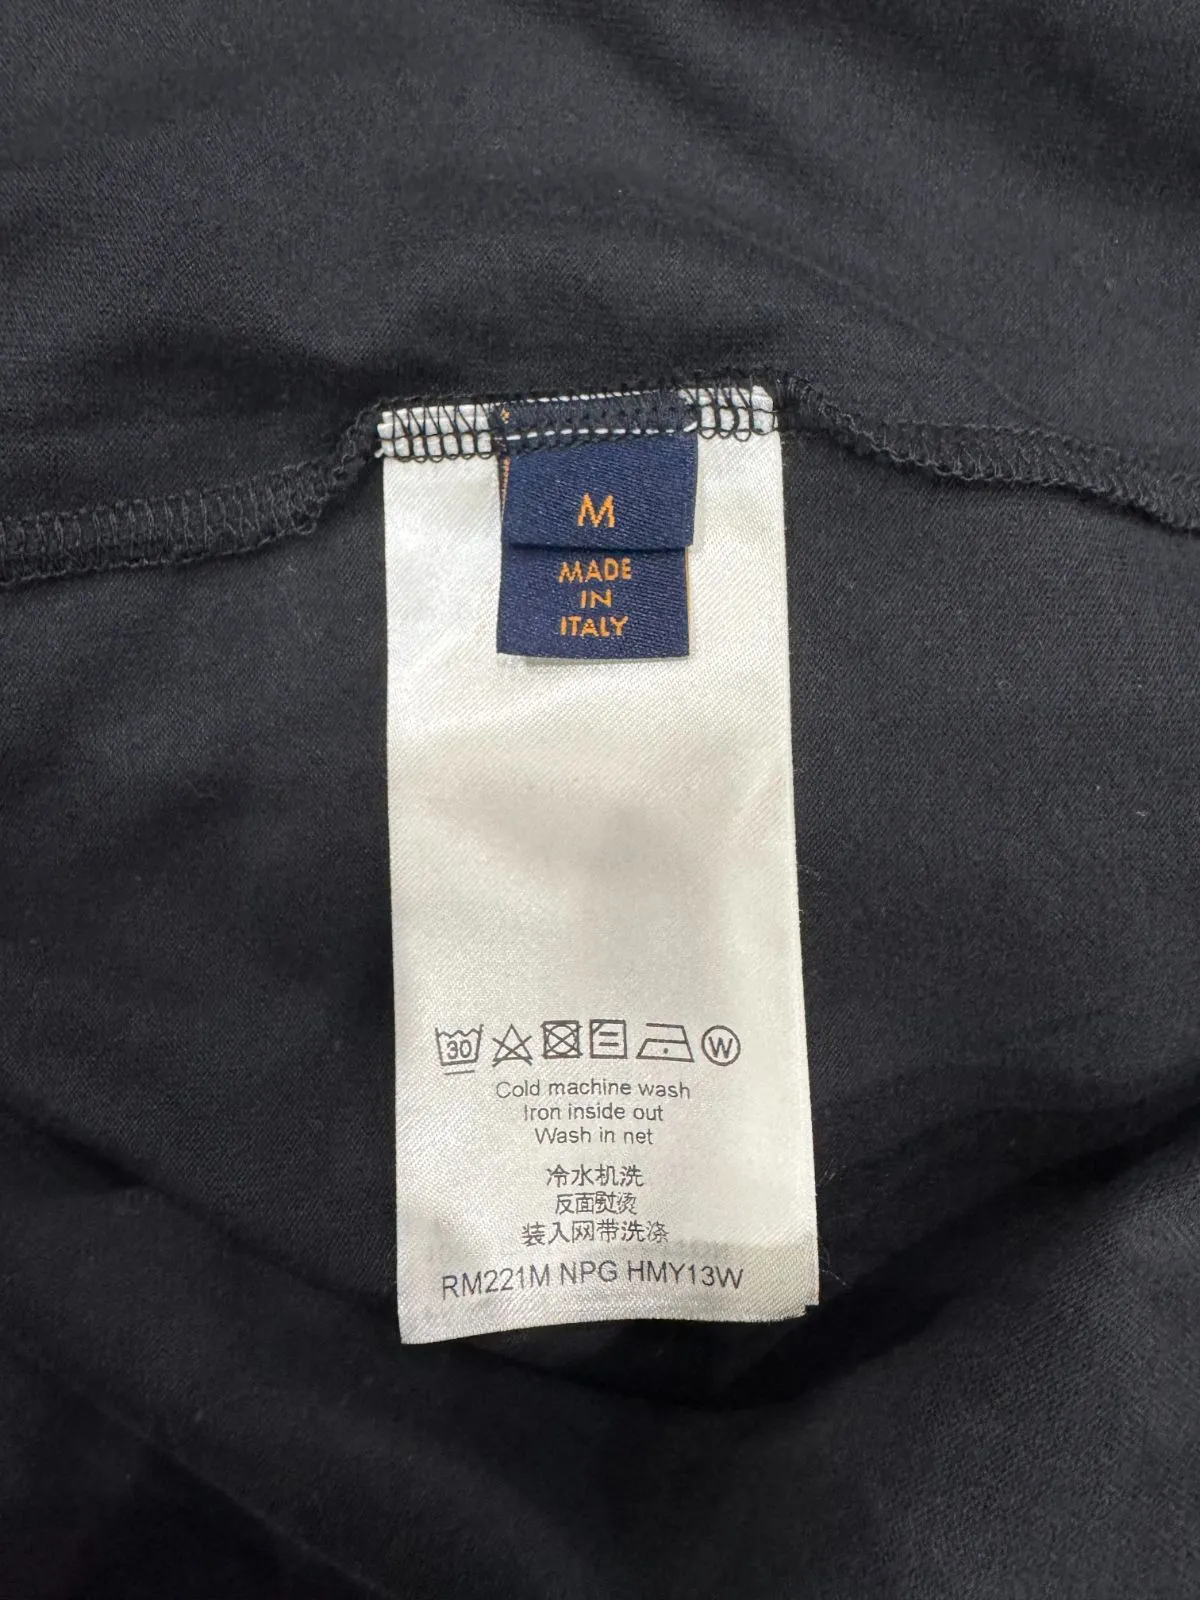 M
MADE
IN
ITALY
30
W
Cold machine wash
Iron inside out
Wash in net
冷水机洗
反面熨烫
装入网带洗涤
RM221M NPG HMY13W